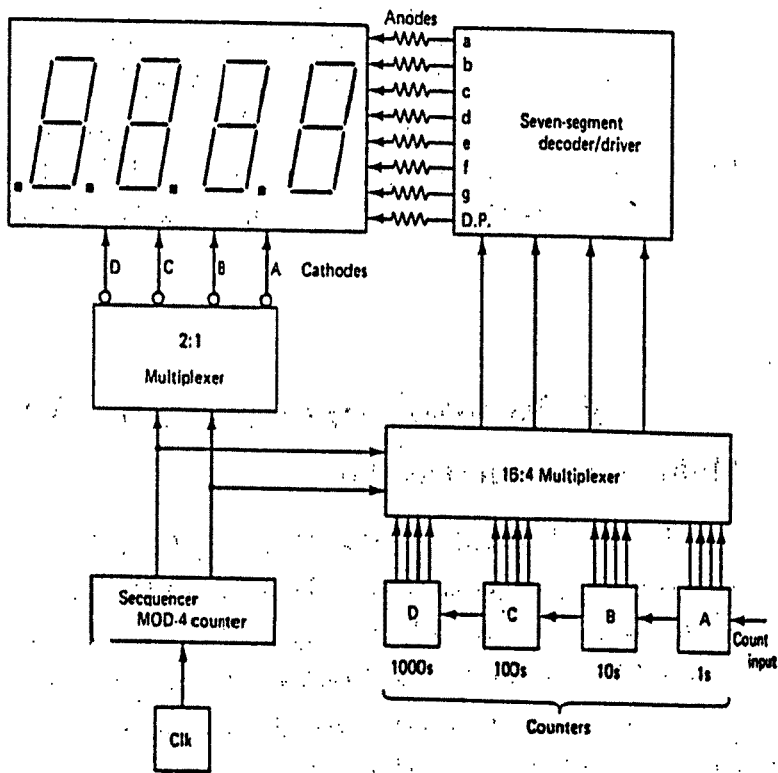 Anodes
a
b
c
d
e
f
g
D.P.
Seven-segment
decoder/driver
D
C
B
A
Cathodes
2:1
Multiplexer
16:4 Multiplexer
Secquencer
MOD-4 counter
D
C
B
A
Count
input
1000s
100s
10s
1s
Counters
Clk